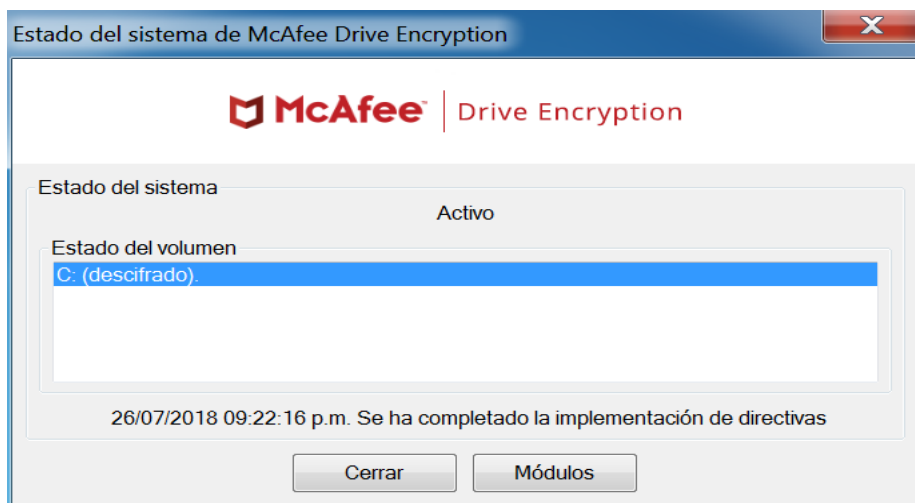 Estado del sistema de McAfee Drive Encryption
McAfee™ | Drive Encryption
Estado del sistema
Activo
Estado del volumen
C: (descifrado).
26/07/2018 09:22:16 p.m. Se ha completado la implementación de directivas
Cerrar
Módulos